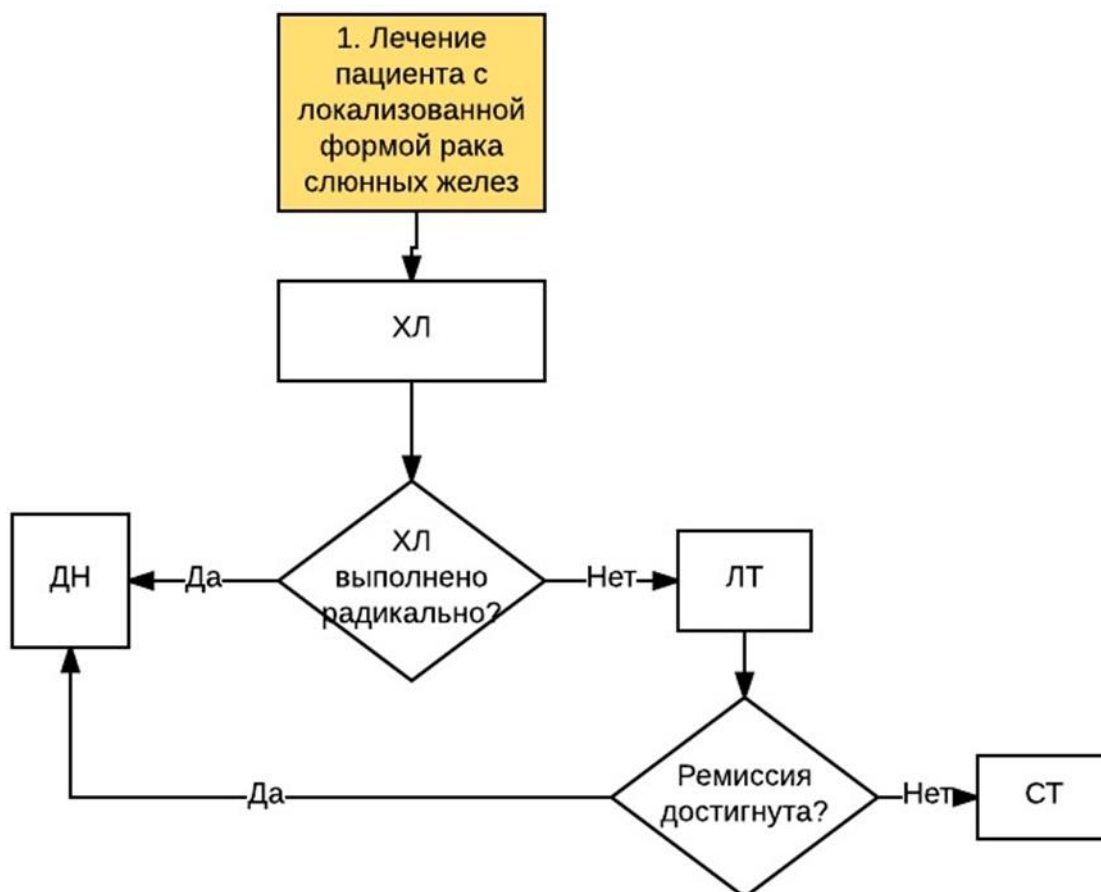 1. Лечение
пациента с
локализованной
формой рака
слюнных желез
ХЛ
ХЛ
выполнено
радикально?
Да
ДН
Нет
ЛТ
Ремиссия
достигнута?
Да
Нет
СТ